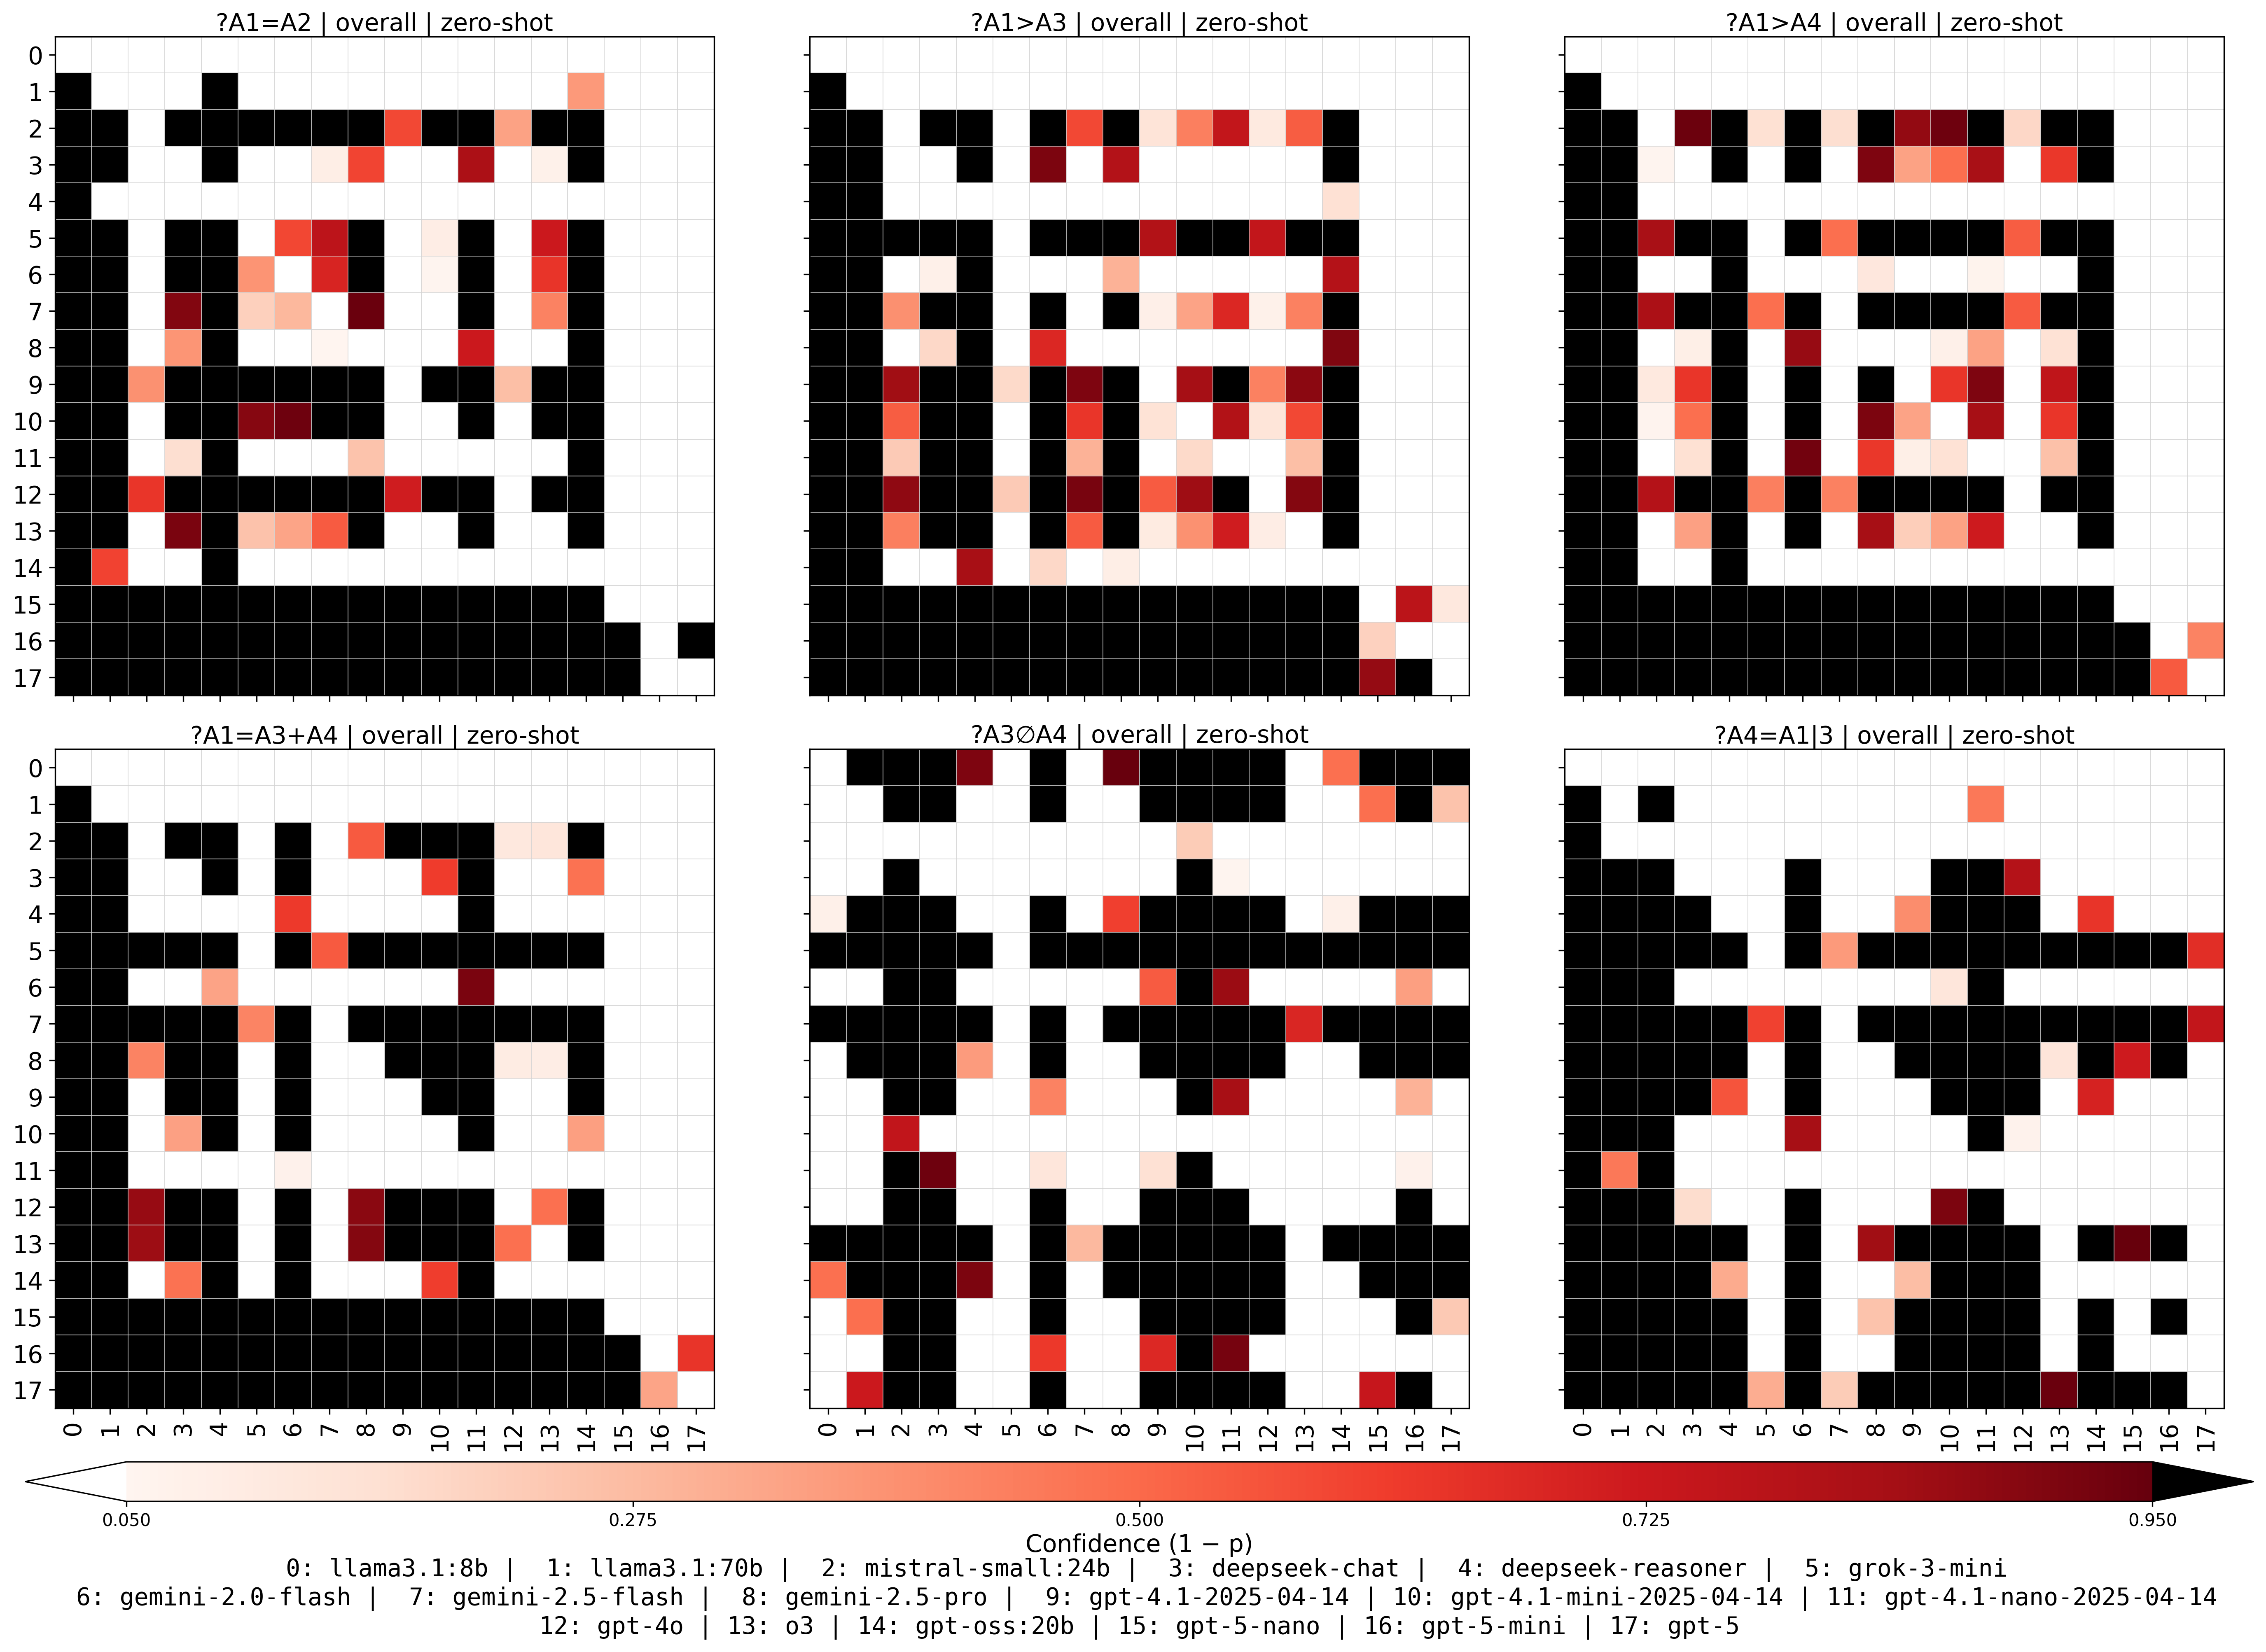 ?A1=A2 | overall | zero-shot
?A1>A3 | overall | zero-shot
?A1>A4 | overall | zero-shot
0
1
2
3
4
5
6
7
8
9
10
11
12
13
14
15
16
17
?A1=A3+A4 | overall | zero-shot
?A3∅A4 | overall | zero-shot
?A4=A1|3 | overall | zero-shot
0
1
2
3
4
5
6
7
8
9
10
11
12
13
14
15
16
17
0 1 2 3 4 5 6 7 8 9 10 11 12 13 14 15 16 17
0 1 2 3 4 5 6 7 8 9 10 11 12 13 14 15 16 17
0 1 2 3 4 5 6 7 8 9 10 11 12 13 14 15 16 17
0.050 0.275 0.500 0.725 0.950
Confidence (1 − p)
0: llama3.1:8b | 1: llama3.1:70b | 2: mistral-small:24b | 3: deepseek-chat | 4: deepseek-reasoner | 5: grok-3-mini
6: gemini-2.0-flash | 7: gemini-2.5-flash | 8: gemini-2.5-pro | 9: gpt-4.1-2025-04-14 | 10: gpt-4.1-mini-2025-04-14 | 11: gpt-4.1-nano-2025-04-14
12: gpt-4o | 13: o3 | 14: gpt-oss:20b | 15: gpt-5-nano | 16: gpt-5-mini | 17: gpt-5